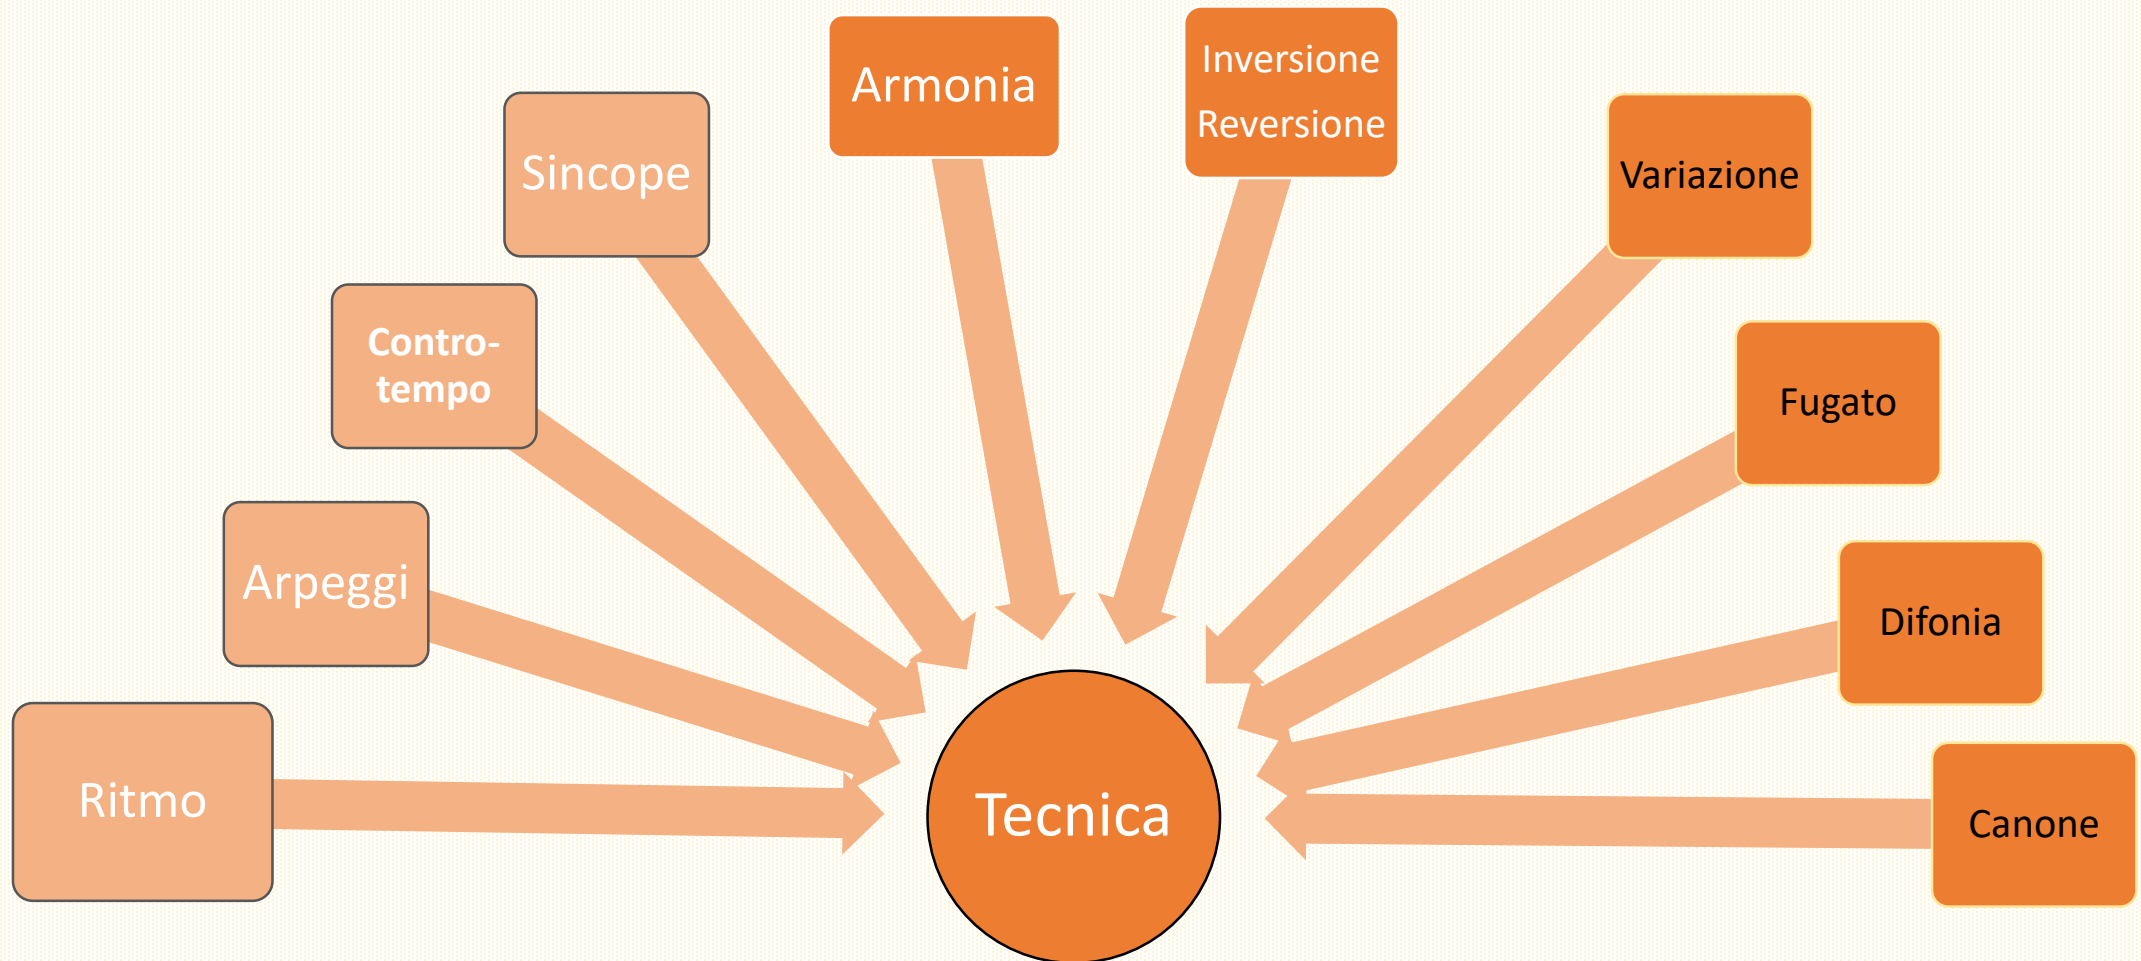 Armonia
Inversione
Reversione
Sincope
Variazione
Contro-
tempo
Fugato
Arpeggi
Difonia
Ritmo
Tecnica
Canone